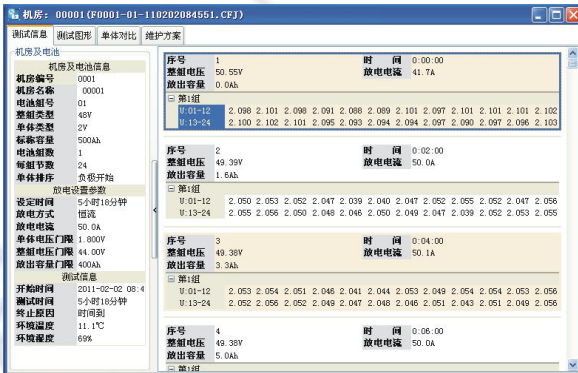 机房: 00001(F0001-01-110202084551.CFJ)
测试信息 测试图形 单体对比 维护方案
机房及电池
机房及电池信息
机房编号 0001
机房名称 00001
电池组号 01
整组类型 48V
单体类型 2V
标称容量 500Ah
电池组数 1
每组节数 24
单体排序 负极开始
放电设置参数
设定时间 5小时18分钟
放电方式 恒流
放电电流 50.0A
单体电压门限 1.800V
整组电压门限 44.00V
放出容量门限 400Ah
测试信息
开始时间 2011-02-02 08:4
测试时间 5小时18分钟
终止原因 时间到
环境温度 11.1℃
环境湿度 69%
序号 1 时 间 0:00:00
整组电压 50.55V 放电电流 41.7A
放出容量 0.0Ah
第1组
U:01-12 2.098 2.101 2.098 2.091 2.088 2.089 2.101 2.097 2.101 2.101 2.101 2.102
U:13-24 2.100 2.102 2.101 2.095 2.093 2.094 2.094 2.097 2.090 2.097 2.096 2.103
序号 2 时 间 0:02:00
整组电压 49.39V 放电电流 50.0A
放出容量 1.6Ah
第1组
U:01-12 2.050 2.053 2.052 2.047 2.039 2.040 2.047 2.052 2.055 2.052 2.047 2.056
U:13-24 2.055 2.056 2.050 2.048 2.046 2.050 2.049 2.047 2.039 2.052 2.053 2.055
序号 3 时 间 0:04:00
整组电压 49.38V 放电电流 50.1A
放出容量 3.3Ah
第1组
U:01-12 2.053 2.054 2.051 2.046 2.041 2.044 2.053 2.049 2.054 2.054 2.053 2.056
U:13-24 2.052 2.056 2.052 2.049 2.047 2.048 2.046 2.051 2.043 2.051 2.049 2.056
序号 4 时 间 0:06:00
整组电压 49.38V 放电电流 50.0A
放出容量 5.0Ah
第1组